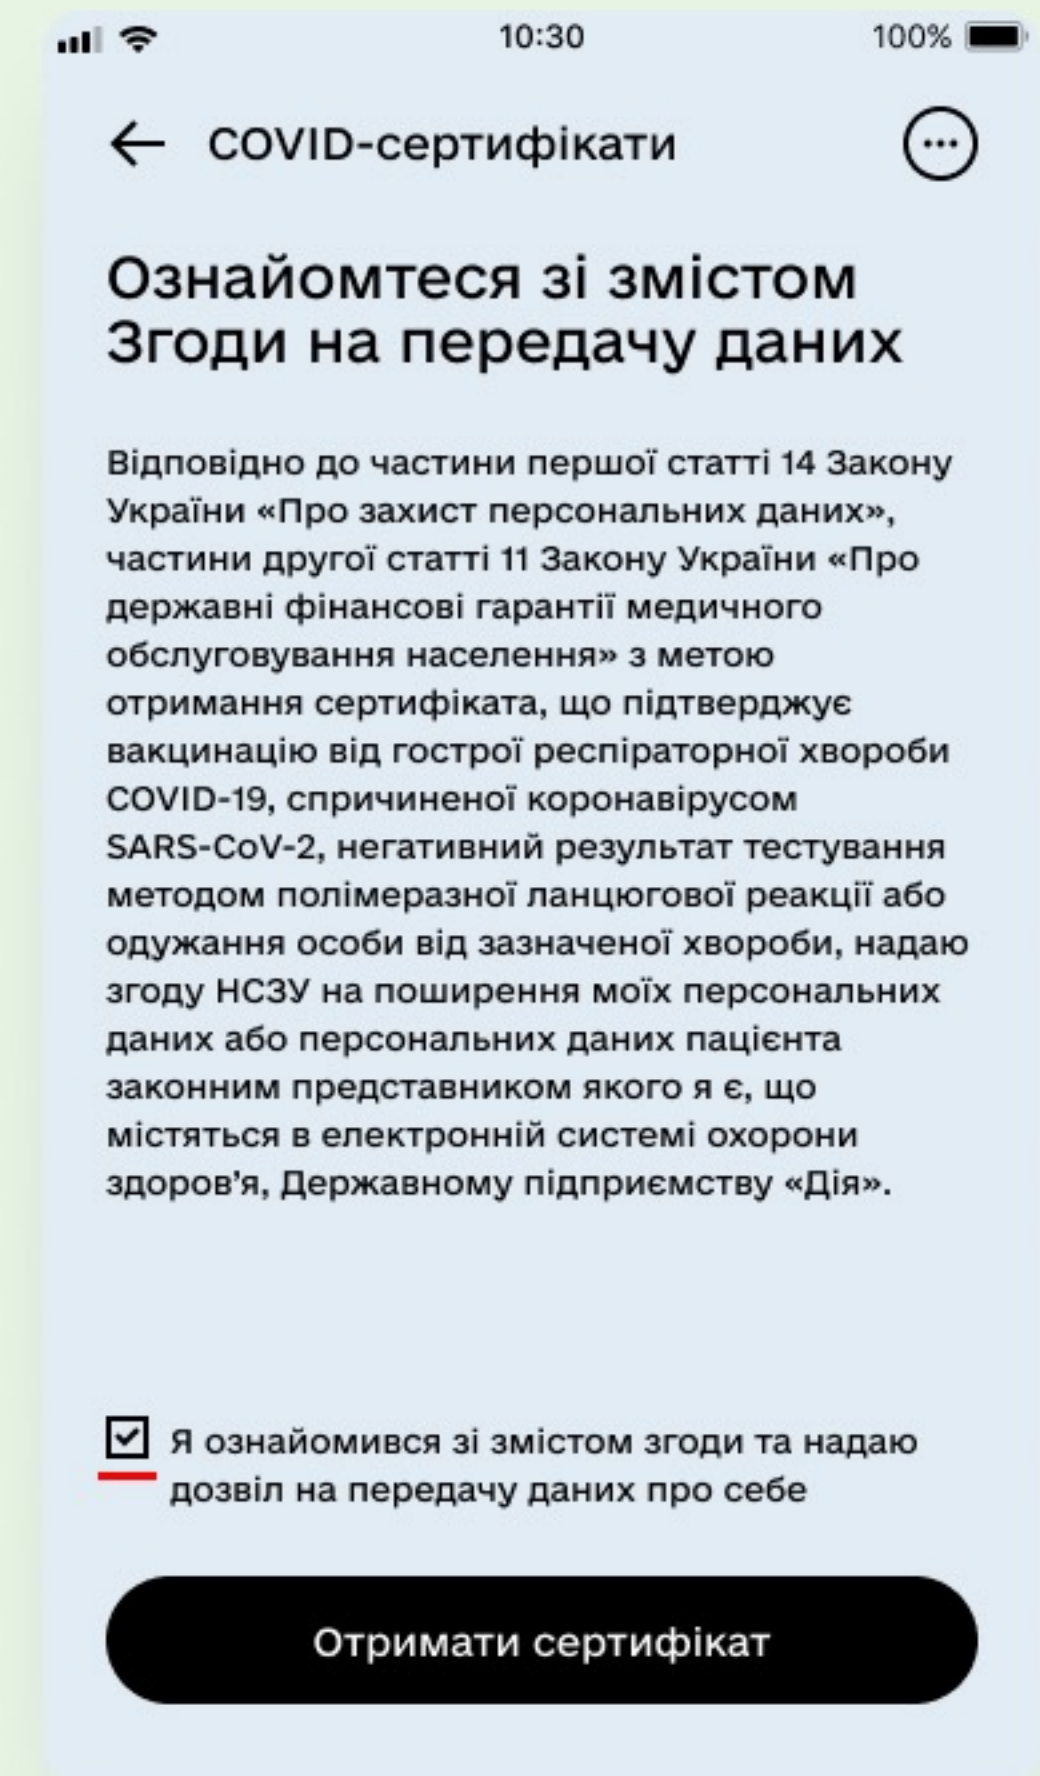 10:30
100%
COVID-сертифікати
Ознайомтеся зі змістом
Згоди на передачу даних
Відповідно до частини першої статті 14 Закону
України «Про захист персональних даних»,
частини другої статті 11 Закону України «Про
державні фінансові гарантії медичного
обслуговування населення» з метою
отримання сертифіката, що підтверджує
вакцинацію від гострої респіраторної хвороби
COVID-19, спричиненої коронавірусом
SARS-CoV-2, негативний результат тестування
методом полімеразної ланцюгової реакції або
одужання особи від зазначеної хвороби, надаю
згоду НСЗУ на поширення моїх персональних
даних або персональних даних пацієнта
законним представником якого я є, що
містяться в електронній системі охорони
здоров’я, Державному підприємству «Дія».
Я ознайомився зі змістом згоди та надаю
дозвіл на передачу даних про себе
Отримати сертифікат